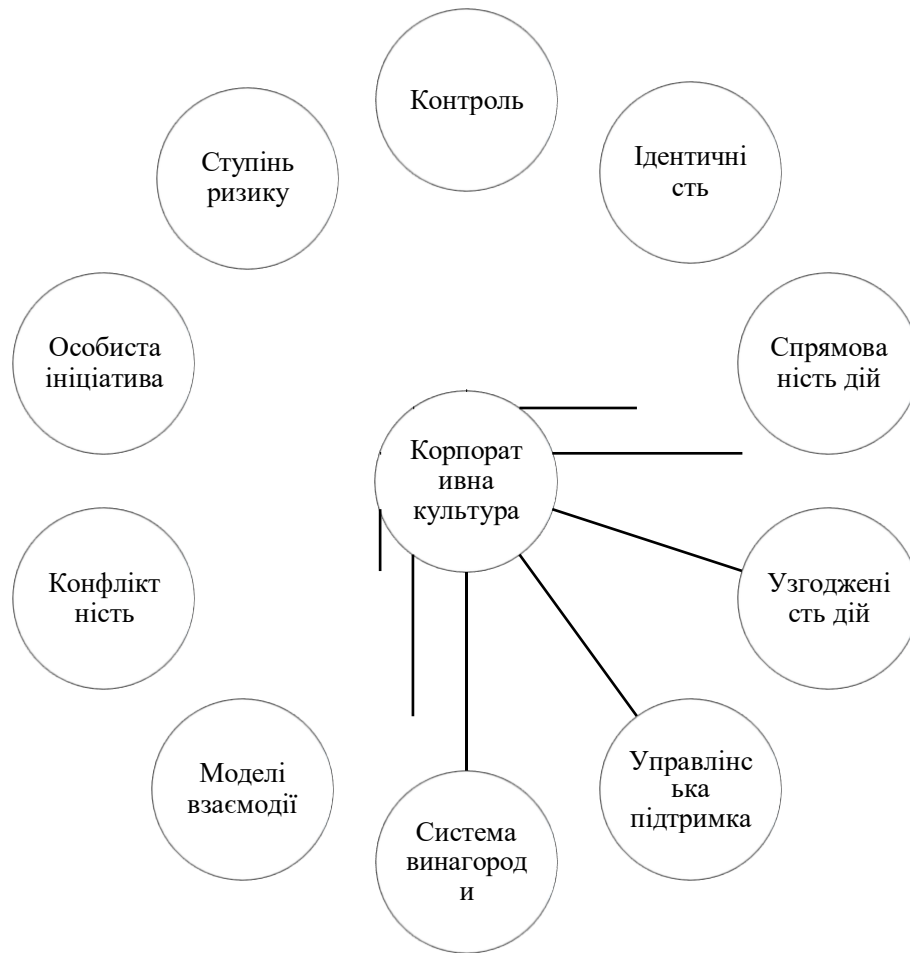 Контроль
Ідентичні
сть
Спрямова
ність дій
Узгоджені
сть дій
Управлінс
ька
підтримка
Система
винагород
и
Моделі
взаємодії
Конфлікт
ність
Особиста
ініціатива
Ступінь
ризику
Корпорат
ивна
культура